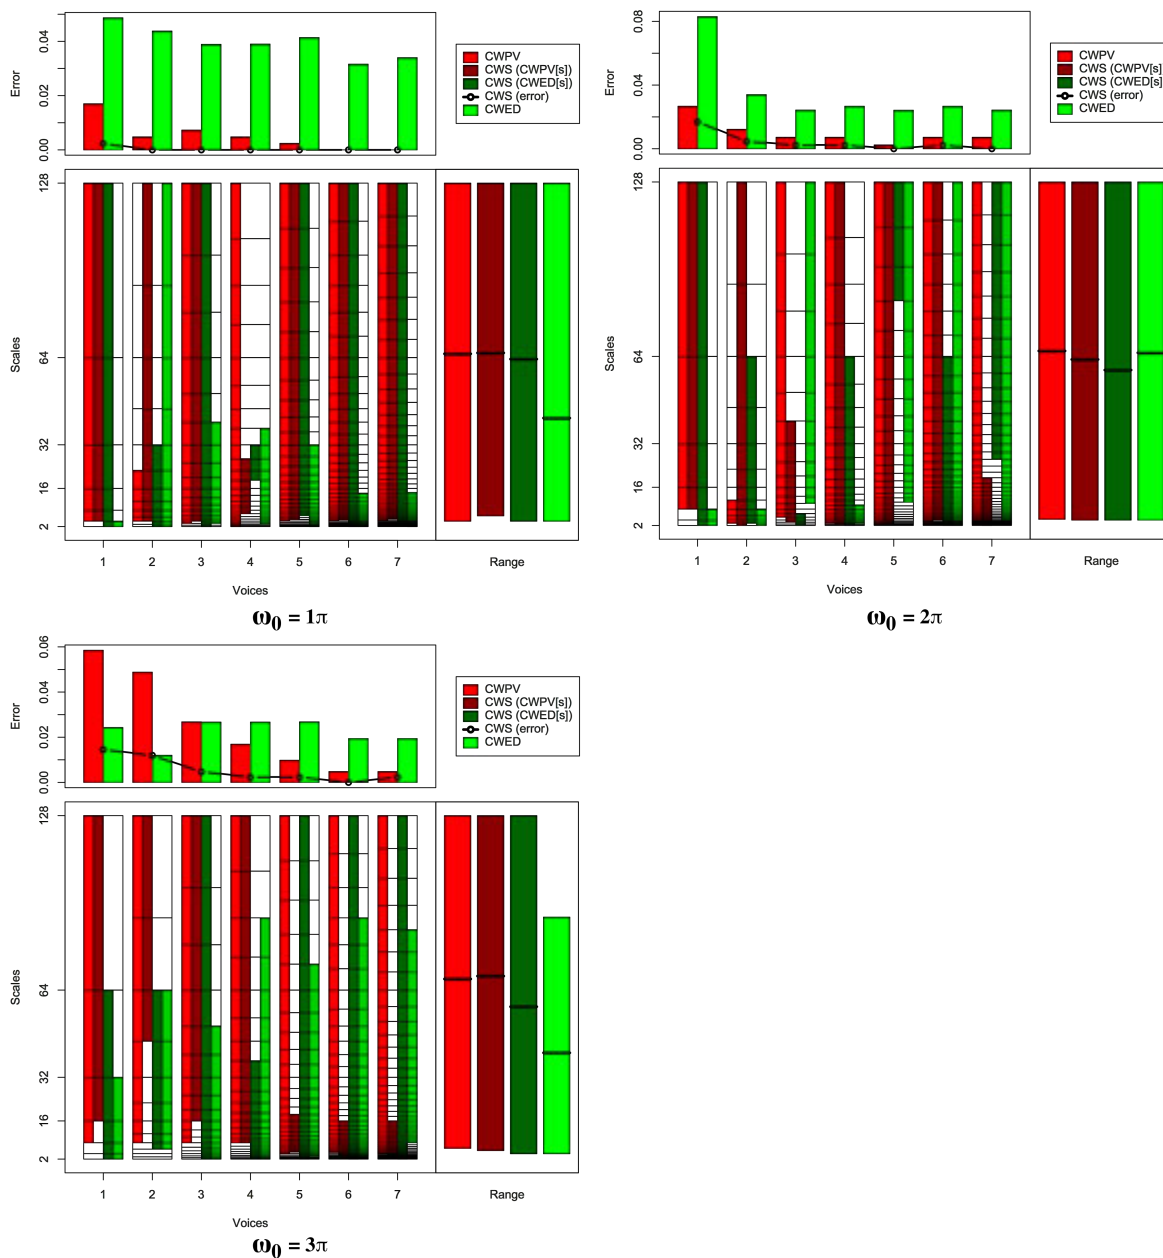 0.04
0.02
0.00
Error
CWPV
CWS (CWPV[s])
CWS (CWED[s])
CWS (error)
CWED
128
64
32
16
2
Scales
1 2 3 4 5 6 7
Voices
Range
ω0 = 1π
0.08
0.04
0.00
Error
CWPV
CWS (CWPV[s])
CWS (CWED[s])
CWS (error)
CWED
128
64
32
16
2
Scales
1 2 3 4 5 6 7
Voices
Range
ω0 = 2π
0.06
0.04
0.02
0.00
Error
CWPV
CWS (CWPV[s])
CWS (CWED[s])
CWS (error)
CWED
128
64
32
16
2
Scales
1 2 3 4 5 6 7
Voices
Range
ω0 = 3π